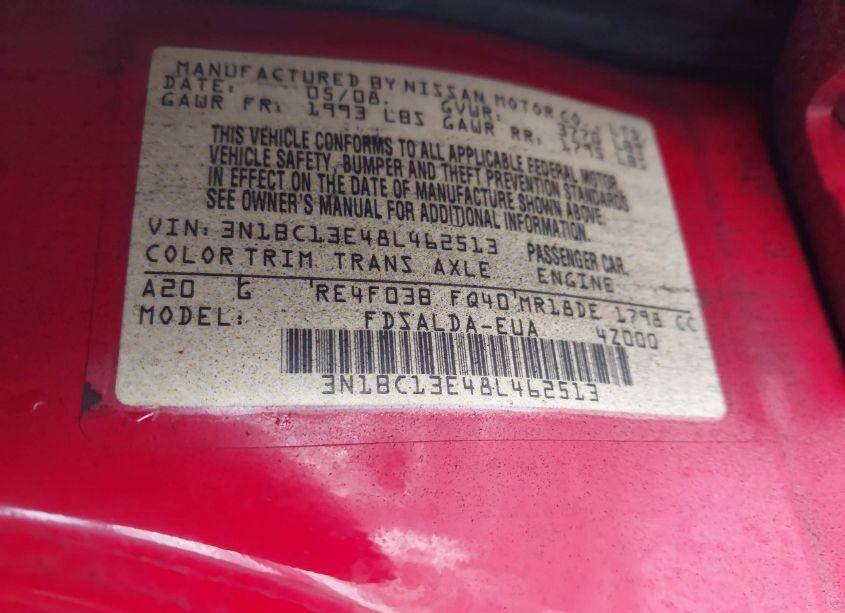 MANUFACTURED BY NISSAN MOTOR CO., LTD
DATE: 05/08. GVWR: LBS
GAWR FR: 1993 LBS GAWR RR: 1793 LBS
THIS VEHICLE CONFORMS TO ALL APPLICABLE FEDERAL MOTOR
VEHICLE SAFETY, BUMPER AND THEFT PREVENTION STANDARDS
IN EFFECT ON THE DATE OF MANUFACTURE SHOWN ABOVE.
SEE OWNER'S MANUAL FOR ADDITIONAL INFORMATION.
VIN: 3N1BC13E48L462513 PASSENGER CAR.
COLOR TRIM TRANS AXLE ENGINE
A20 G RE4F03B FQ40 MR18DE 1798 CC
MODEL: FDSALDA-EUA 4Z000
3N1BC13E48L462513